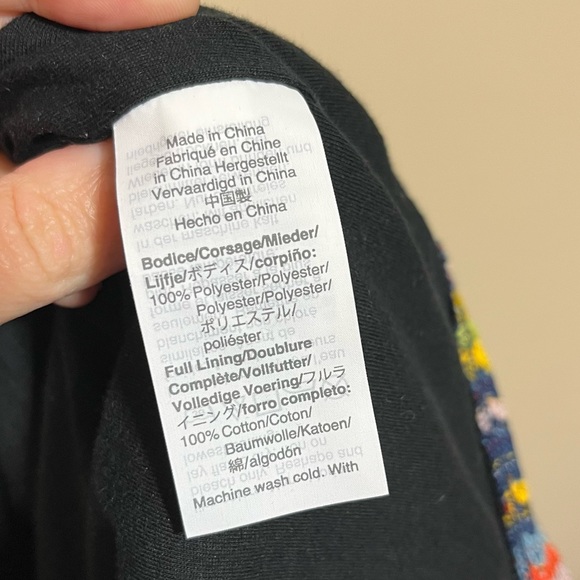 Made in China
Fabriqué en Chine
in China Hergestellt
Vervaardigd in China
中国製
Hecho en China
Bodice/Corsage/Mieder/
Lijfje/ボディス/corpiño:
100% Polyester/Polyester/
Polyester/Polyester/
ポリエステル/
poliéster
Full Lining/Doublure
Complète/Vollfutter/
Volledige Voering/フルラ
イニング/forro completo:
100% Cotton/Coton/
Baumwolle/Katoen/
綿/algodón
Machine wash cold. With